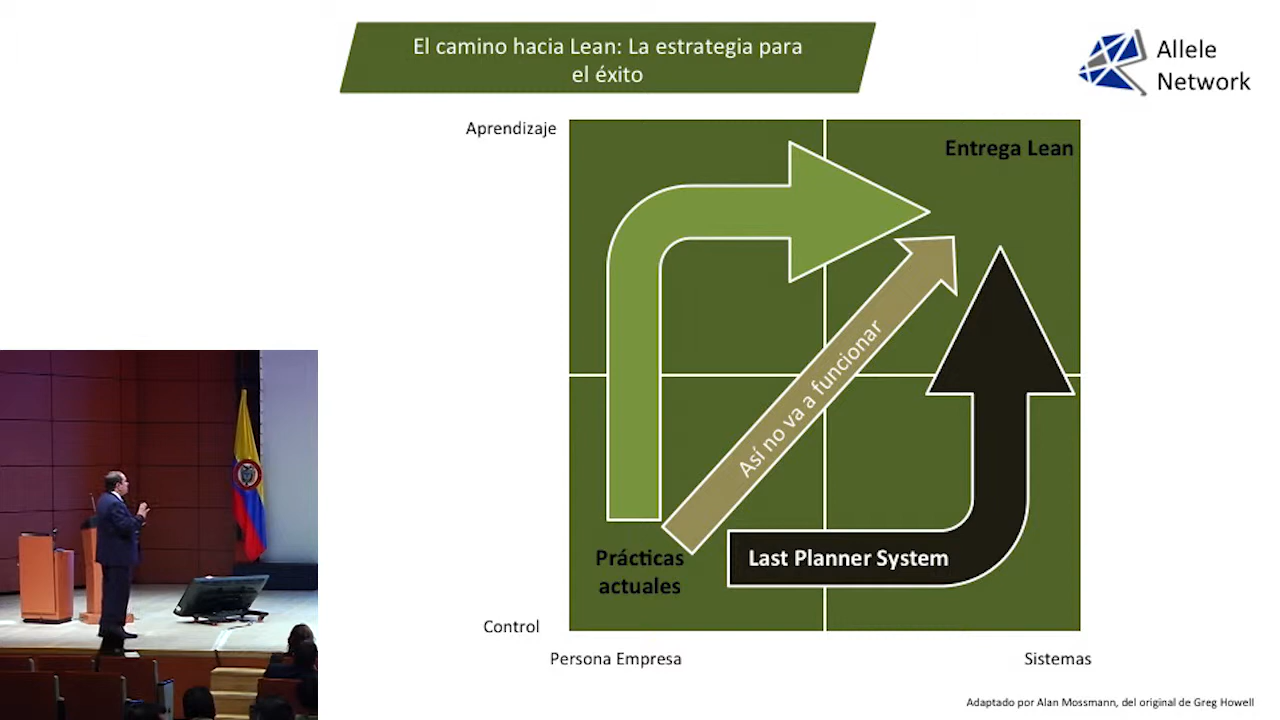 El camino hacia Lean: La estrategia para
el éxito
Allele
Network
Aprendizaje
Entrega Lean
Así no va a funcionar
Prácticas
actuales
Last Planner System
Control
Persona Empresa
Sistemas
Adaptado por Alan Mossmann, del original de Greg Howell